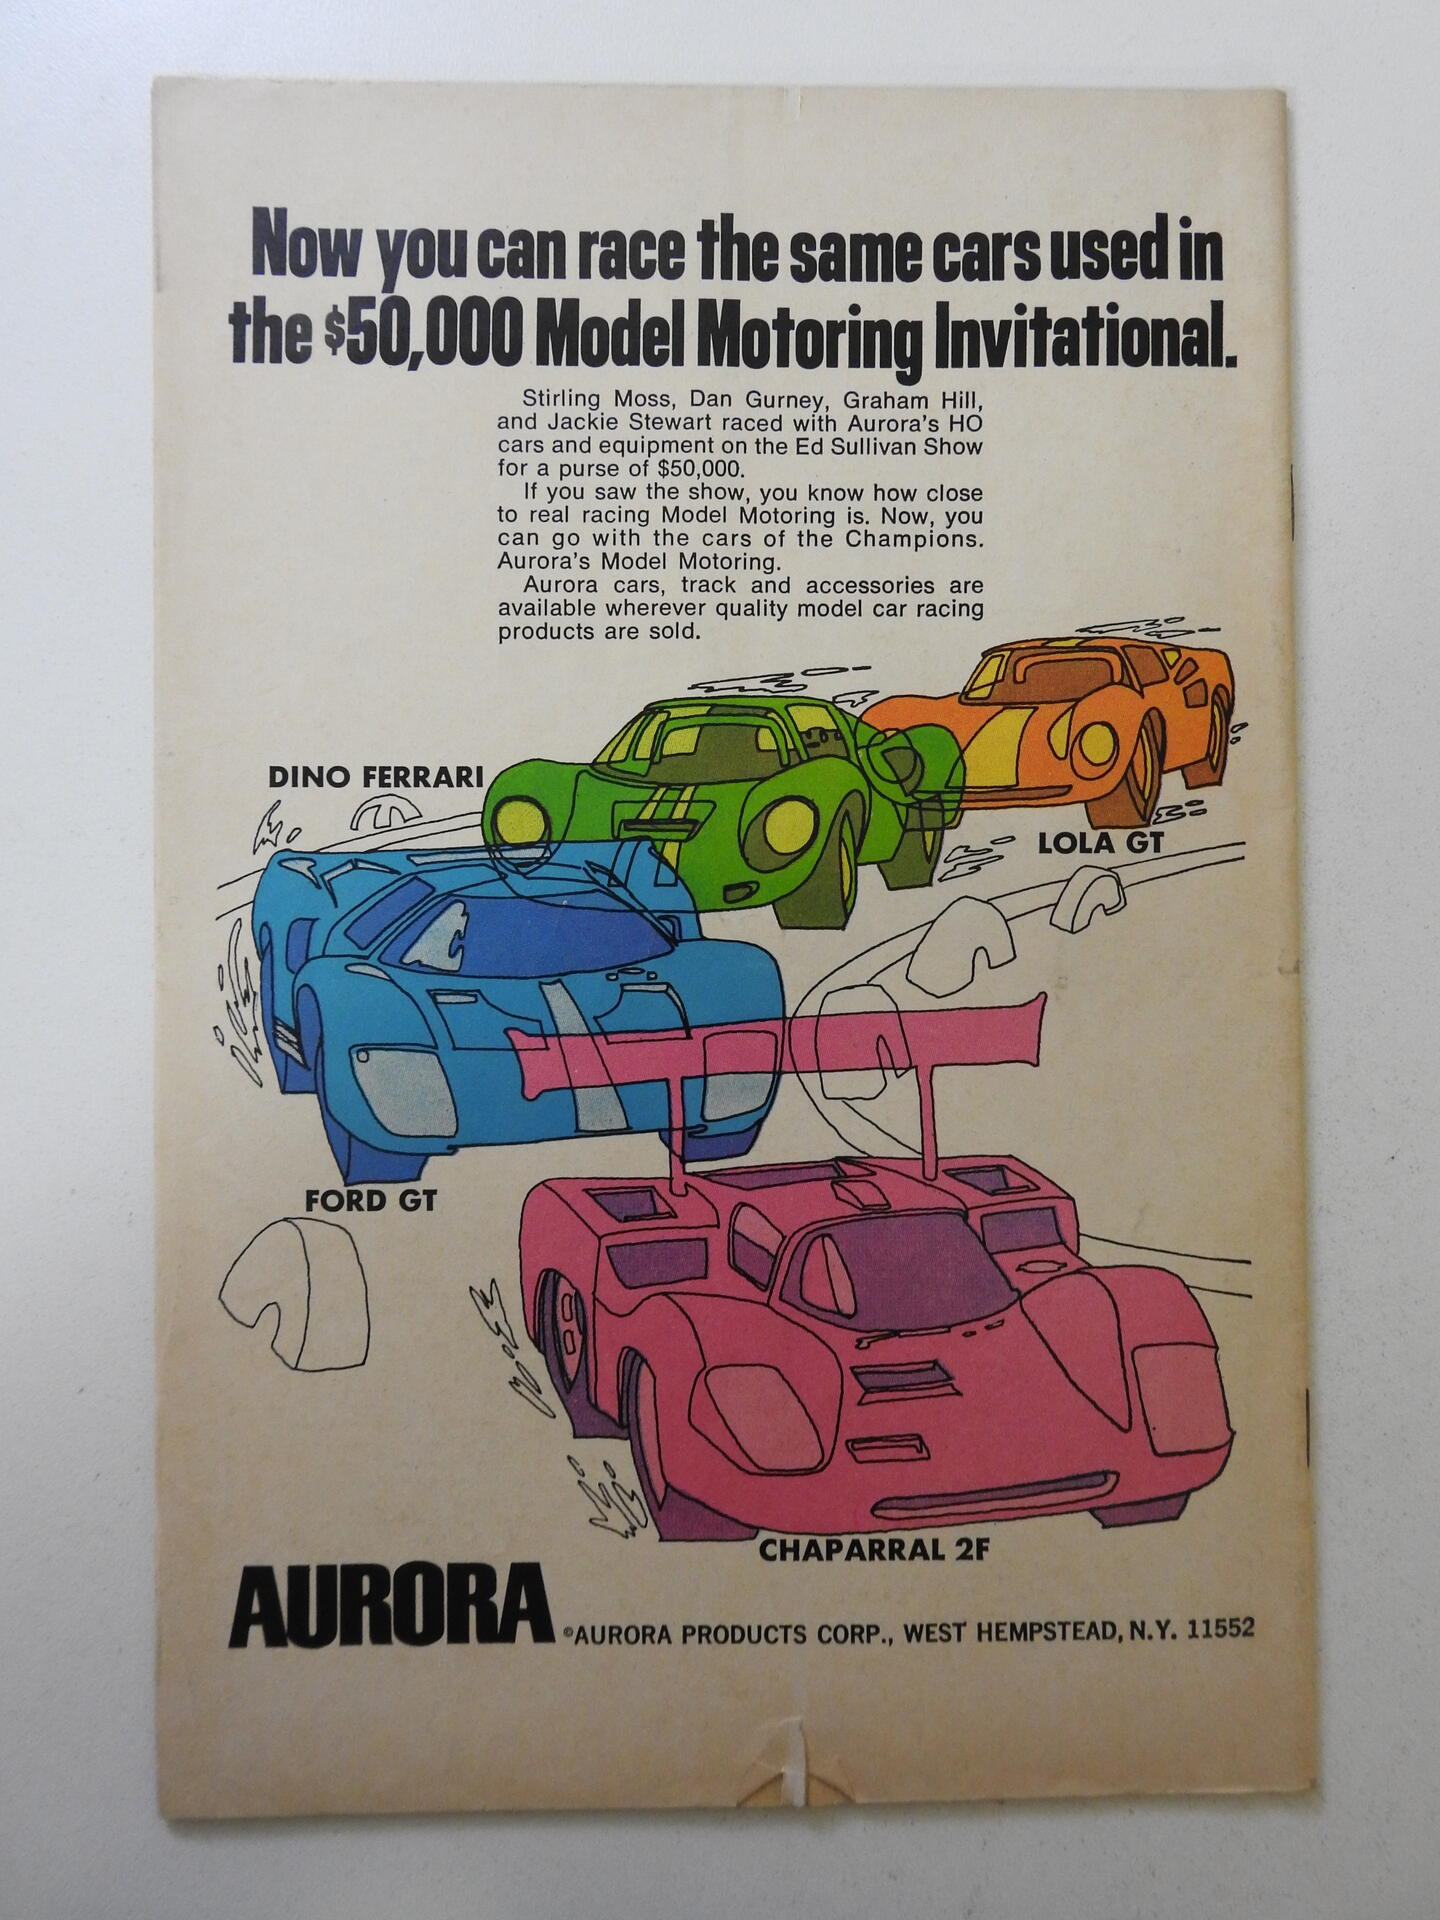 Now you can race the same cars used in
the $50,000 Model Motoring Invitational.
Stirling Moss, Dan Gurney, Graham Hill,
and Jackie Stewart raced with Aurora's HO
cars and equipment on the Ed Sullivan Show
for a purse of $50,000.
If you saw the show, you know how close
to real racing Model Motoring is. Now, you
can go with the cars of the Champions.
Aurora's Model Motoring.
Aurora cars, track and accessories are
available wherever quality model car racing
products are sold.
DINO FERRARI
LOLA GT
FORD GT
CHAPARRAL 2F
AURORA
©AURORA PRODUCTS CORP., WEST HEMPSTEAD, N.Y. 11552